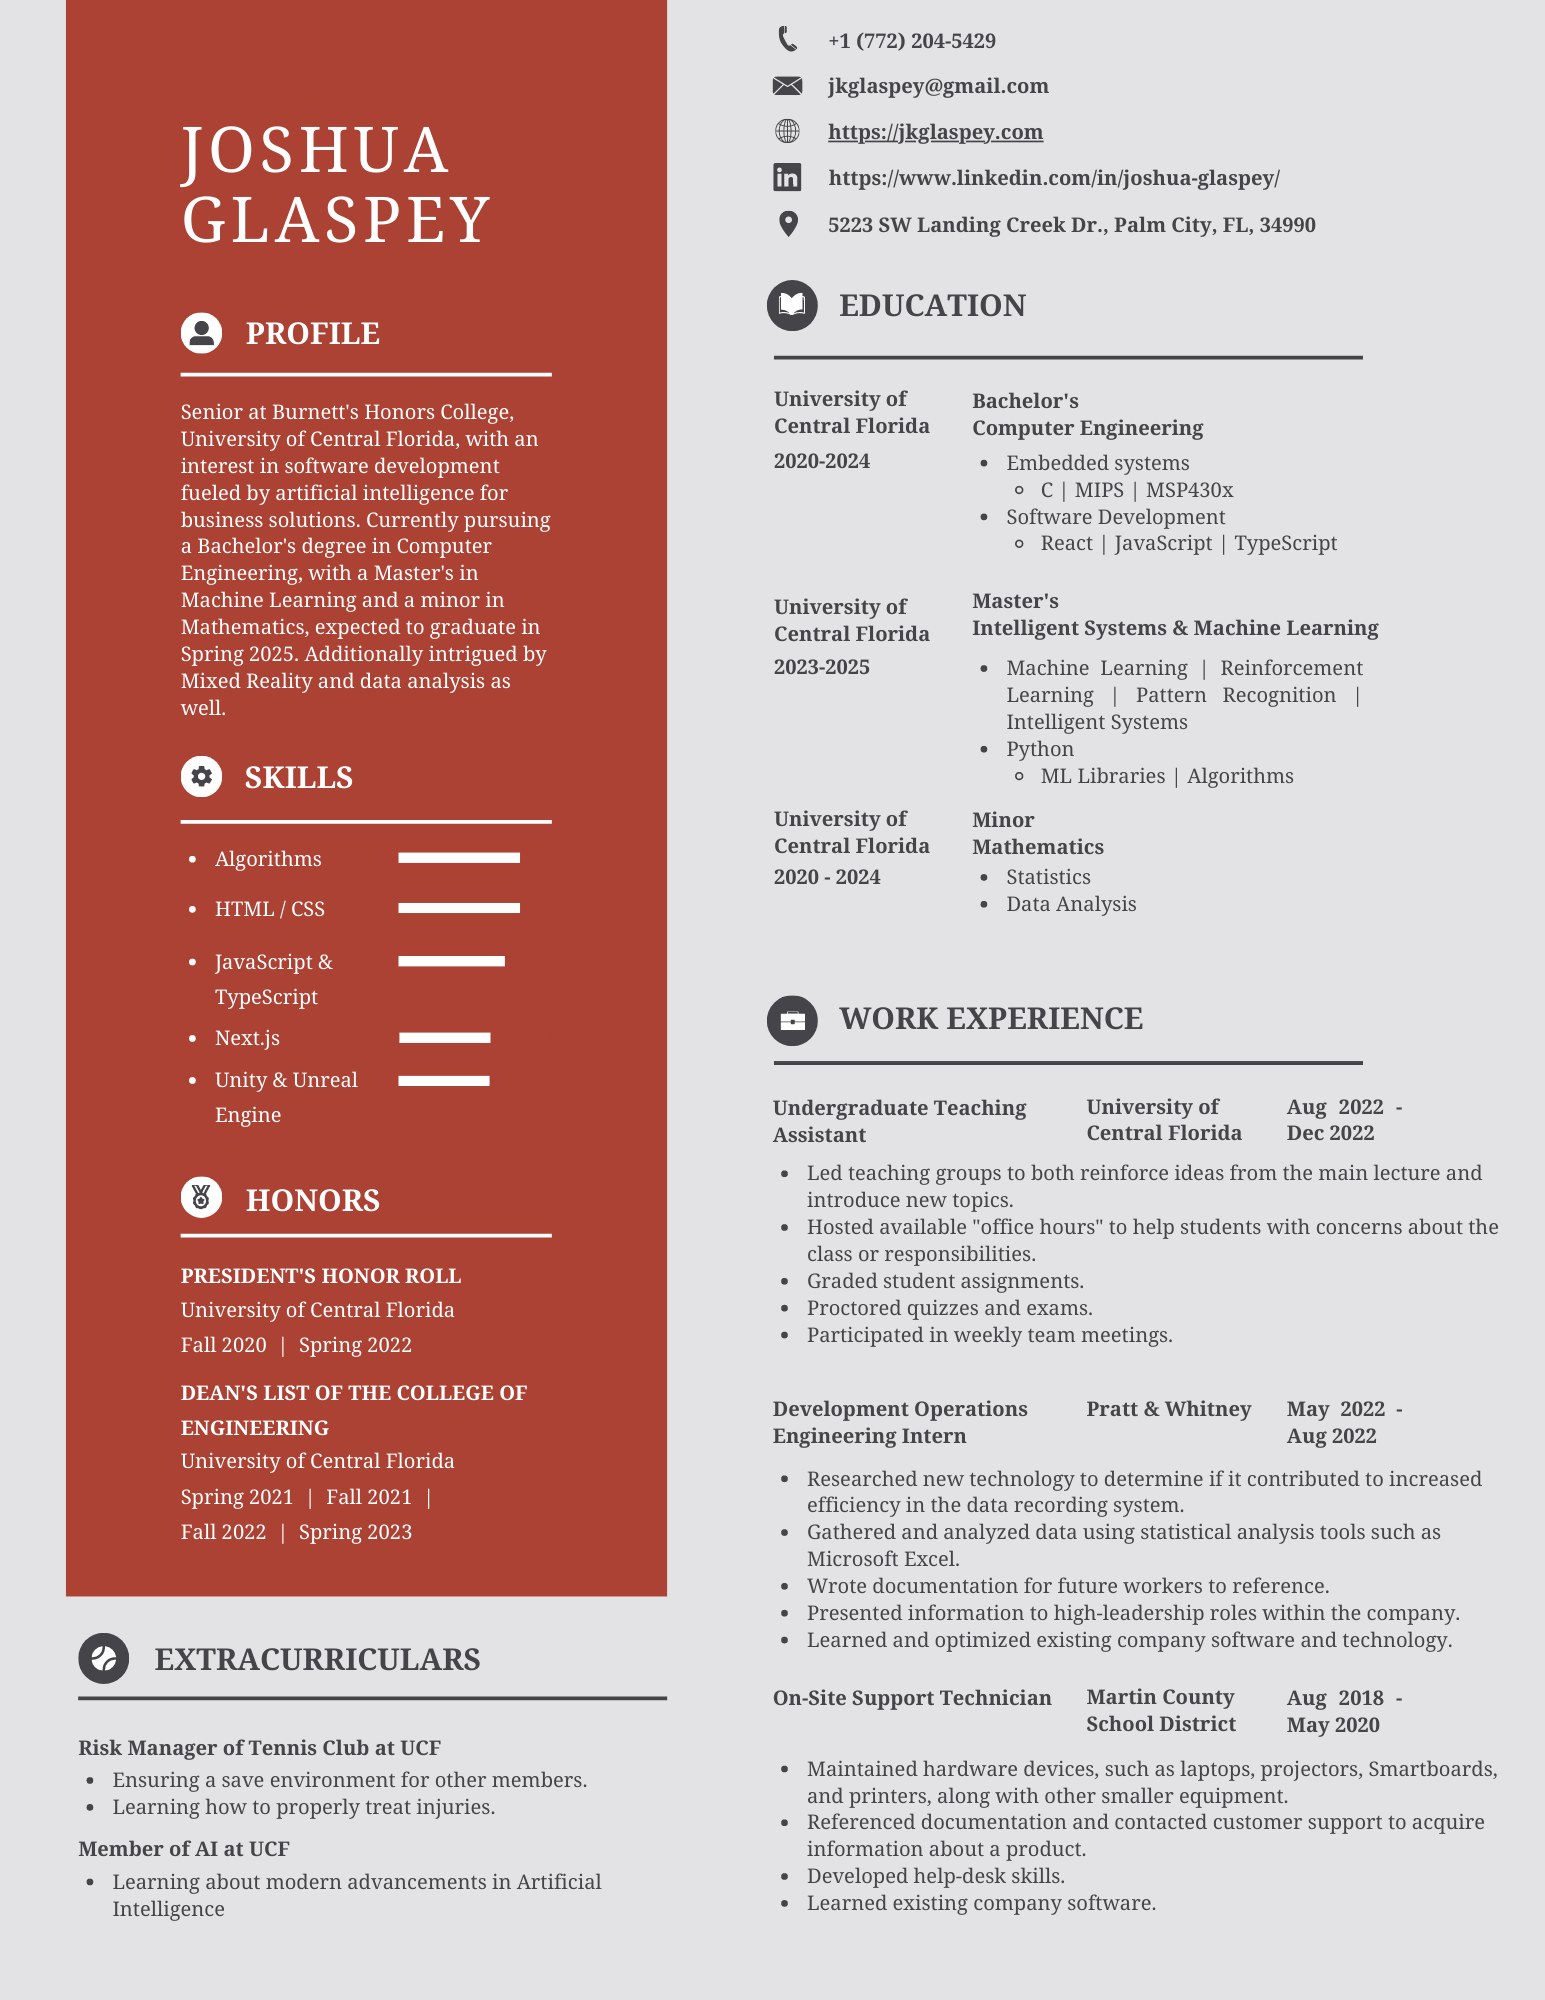 JOSHUA
GLASPEY
PROFILE
Senior at Burnett's Honors College,
University of Central Florida, with an
interest in software development
fueled by artificial intelligence for
business solutions. Currently pursuing
a Bachelor's degree in Computer
Engineering, with a Master's in
Machine Learning and a minor in
Mathematics, expected to graduate in
Spring 2025. Additionally intrigued by
Mixed Reality and data analysis as
well.
SKILLS
• Algorithms
• HTML / CSS
• JavaScript &
TypeScript
• Next.js
• Unity & Unreal
Engine
HONORS
PRESIDENT'S HONOR ROLL
University of Central Florida
Fall 2020 | Spring 2022
DEAN'S LIST OF THE COLLEGE OF
ENGINEERING
University of Central Florida
Spring 2021 | Fall 2021 |
Fall 2022 | Spring 2023
EXTRACURRICULARS
Risk Manager of Tennis Club at UCF
• Ensuring a save environment for other members.
• Learning how to properly treat injuries.
Member of AI at UCF
• Learning about modern advancements in Artificial
Intelligence
+1 (772) 204-5429
jkglaspey@gmail.com
https://jkglaspey.com
https://www.linkedin.com/in/joshua-glaspey/
5223 SW Landing Creek Dr., Palm City, FL, 34990
EDUCATION
University of
Central Florida
2020-2024
Bachelor's
Computer Engineering
• Embedded systems
◦ C | MIPS | MSP430x
• Software Development
◦ React | JavaScript | TypeScript
University of
Central Florida
2023-2025
Master's
Intelligent Systems & Machine Learning
• Machine Learning | Reinforcement
Learning | Pattern Recognition |
Intelligent Systems
• Python
◦ ML Libraries | Algorithms
University of
Central Florida
2020 - 2024
Minor
Mathematics
• Statistics
• Data Analysis
WORK EXPERIENCE
Undergraduate Teaching
Assistant
University of
Central Florida
Aug 2022 -
Dec 2022
• Led teaching groups to both reinforce ideas from the main lecture and
introduce new topics.
• Hosted available "office hours" to help students with concerns about the
class or responsibilities.
• Graded student assignments.
• Proctored quizzes and exams.
• Participated in weekly team meetings.
Development Operations
Engineering Intern
Pratt & Whitney
May 2022 -
Aug 2022
• Researched new technology to determine if it contributed to increased
efficiency in the data recording system.
• Gathered and analyzed data using statistical analysis tools such as
Microsoft Excel.
• Wrote documentation for future workers to reference.
• Presented information to high-leadership roles within the company.
• Learned and optimized existing company software and technology.
On-Site Support Technician
Martin County
School District
Aug 2018 -
May 2020
• Maintained hardware devices, such as laptops, projectors, Smartboards,
and printers, along with other smaller equipment.
• Referenced documentation and contacted customer support to acquire
information about a product.
• Developed help-desk skills.
• Learned existing company software.